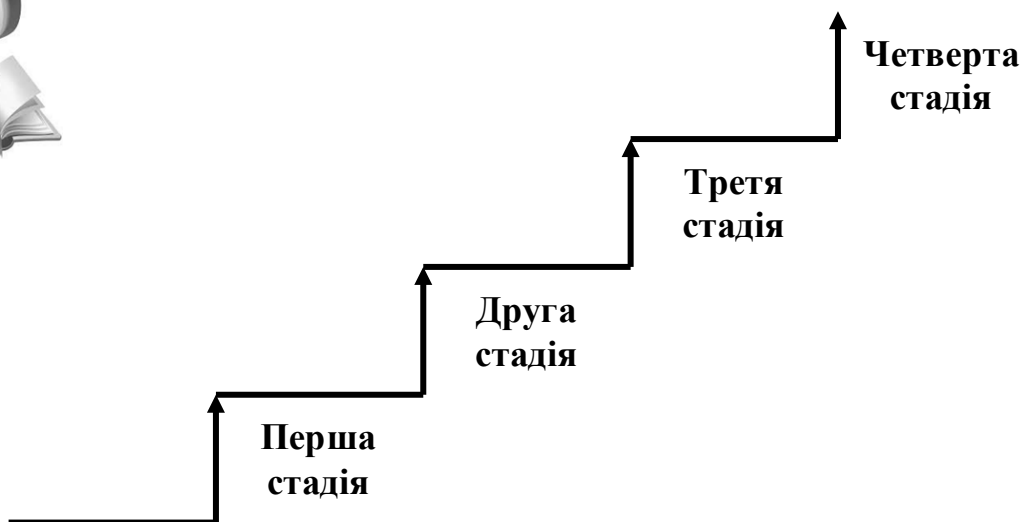 Четверта
стадія
Третя
стадія
Друга
стадія
Перша
стадія